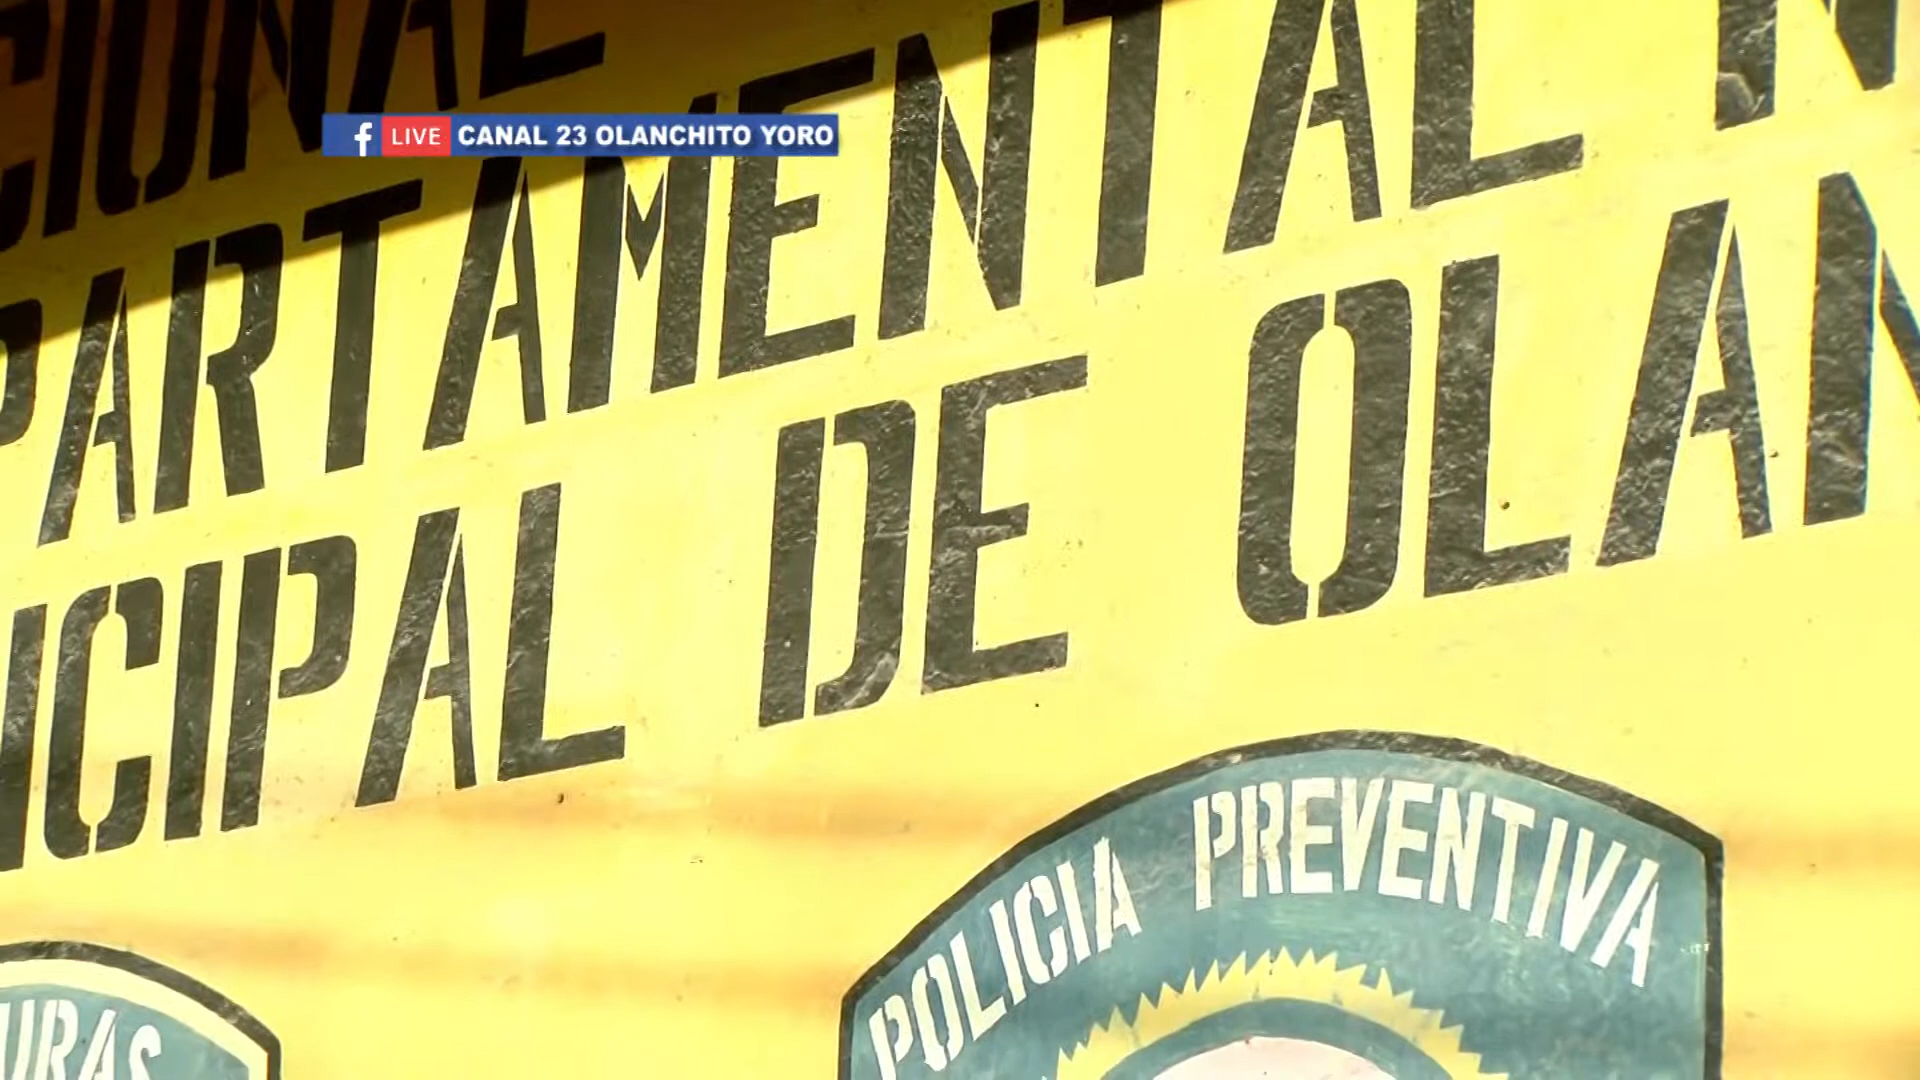 CIONAL
f LIVE CANAL 23 OLANCHITO YORO
PARTAMENTAL N
ICIPAL DE OLAN
POLICIA PREVENTIVA
URAS